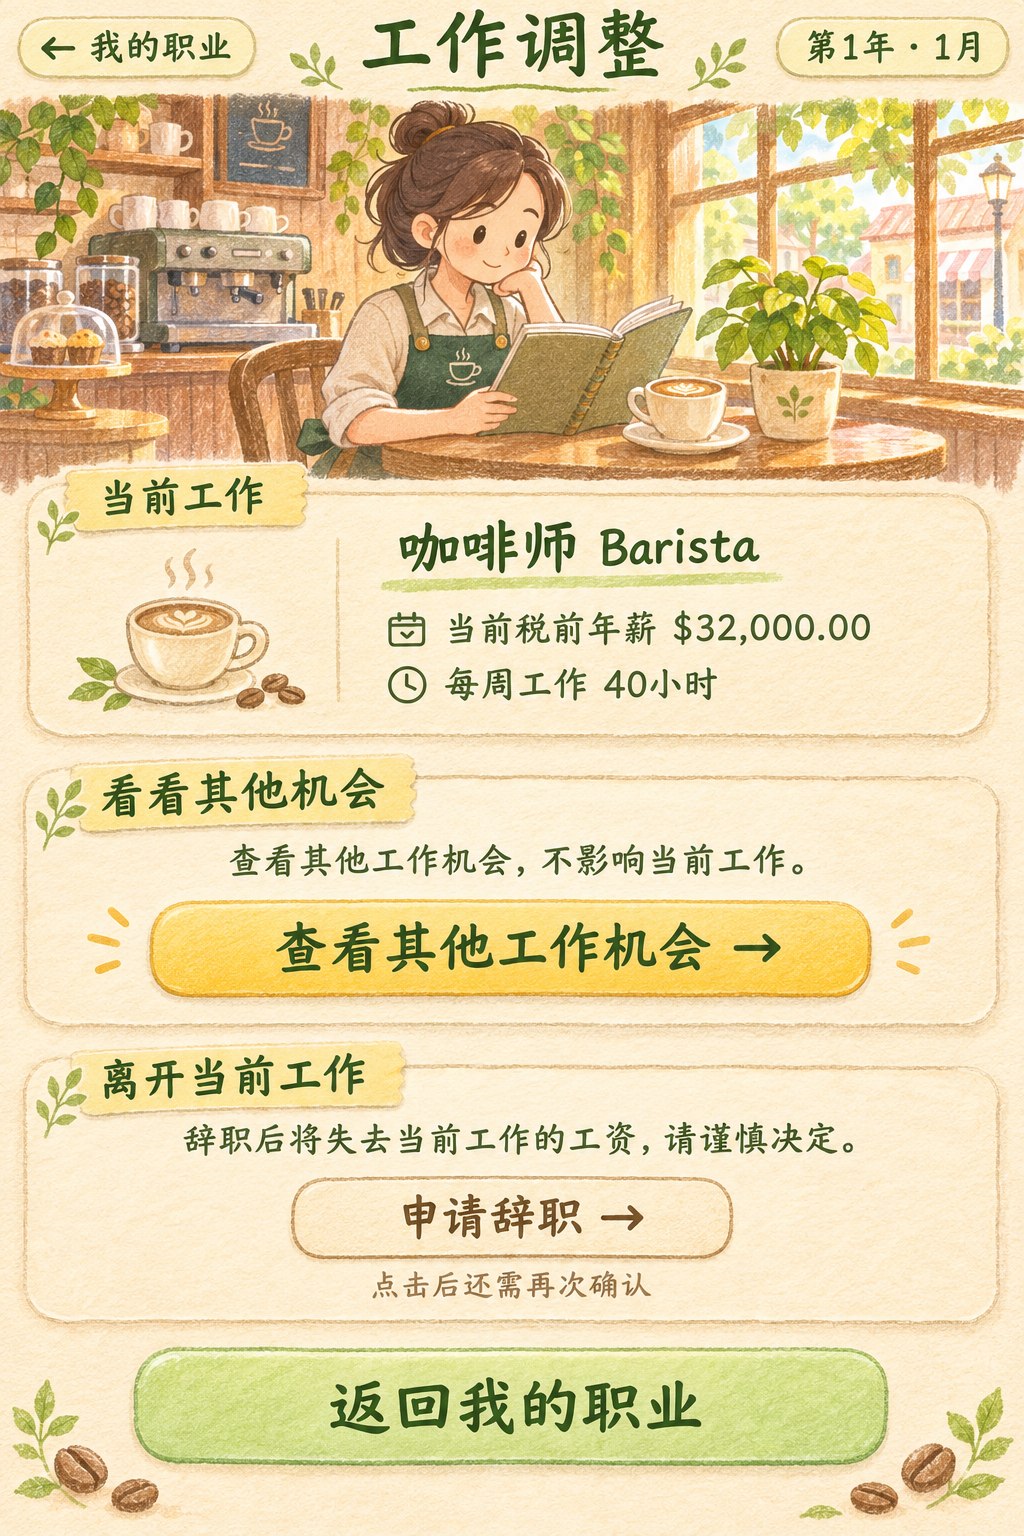 ← 我的职业
工作调整
第1年·1月
当前工作
咖啡师 Barista
当前税前年薪 $32,000.00
每周工作 40小时
看看其他机会
查看其他工作机会，不影响当前工作。
查看其他工作机会 →
离开当前工作
辞职后将失去当前工作的工资，请谨慎决定。
申请辞职 →
点击后还需再次确认
返回我的职业